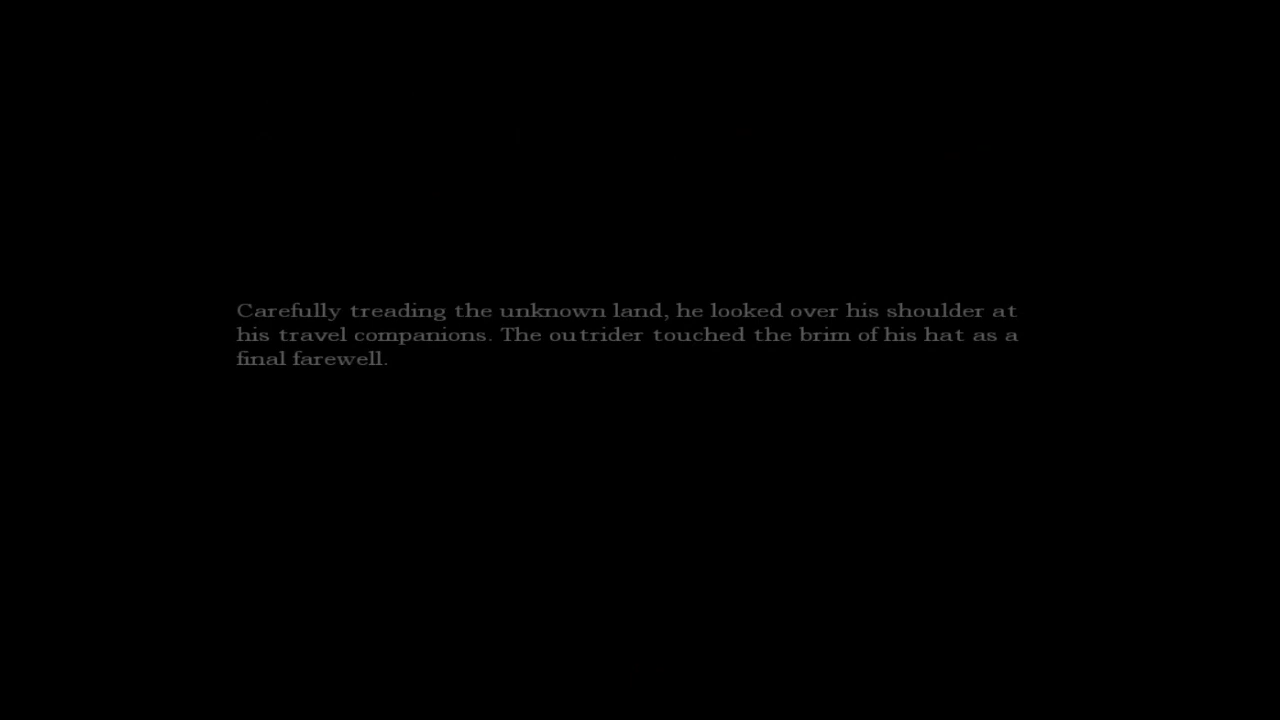 Carefully treading the unknown land, he looked over his shoulder at
his travel companions. The outrider touched the brim of his hat as a
final farewell.